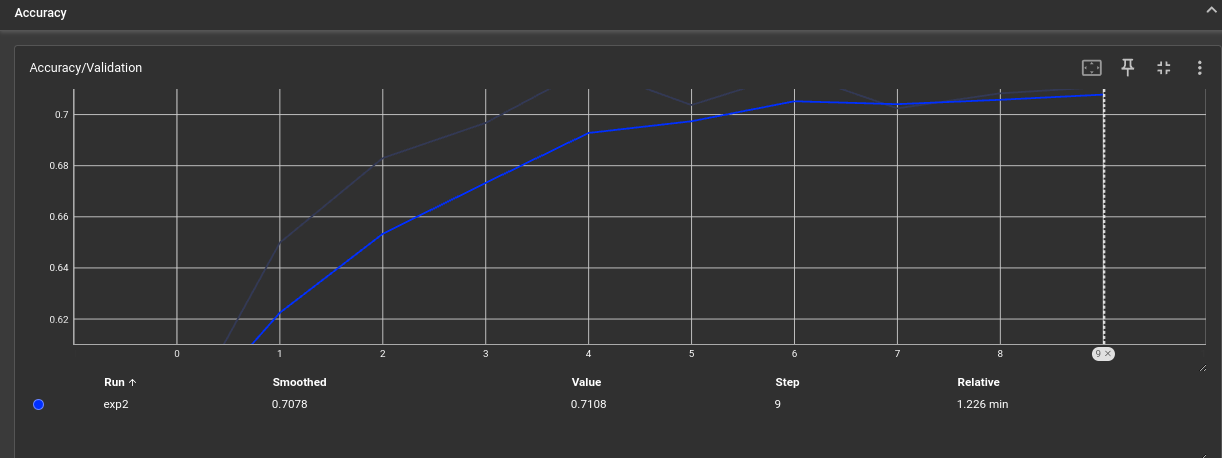 Accuracy
Accuracy/Validation
0.7
0.68
0.66
0.64
0.62
0 1 2 3 4 5 6 7 8 9 ×
Run ↑ Smoothed Value Step Relative
exp2 0.7078 0.7108 9 1.226 min